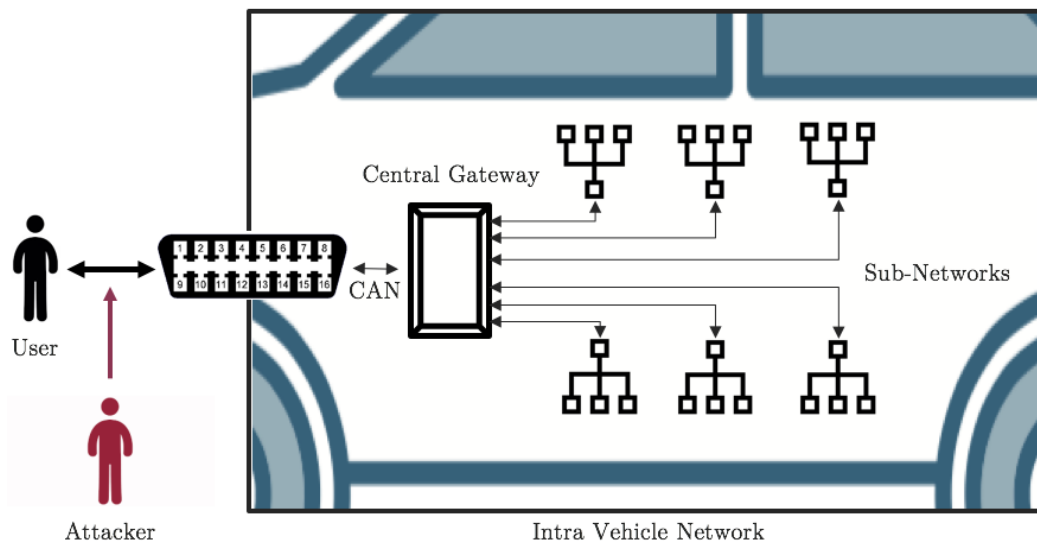 Central Gateway
1 2 3 4 5 6 7 8
9 10 11 12 13 14 15 16
CAN
Sub-Networks
User
Attacker
Intra Vehicle Network